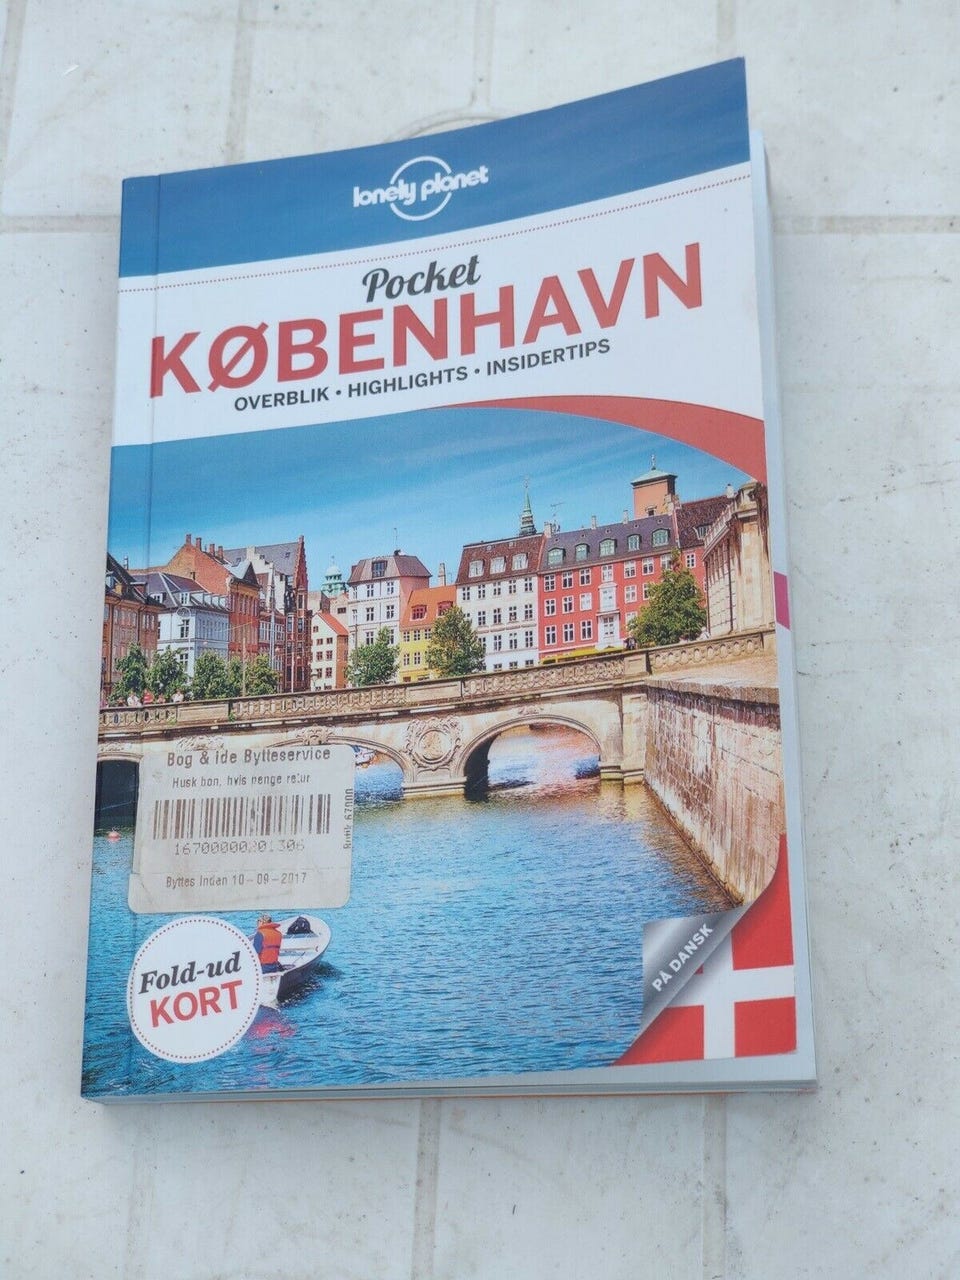 lonely planet
Pocket
KØBENHAVN
OVERBLIK • HIGHLIGHTS • INSIDERTIPS
Bog & ide Bytteservice
Husk bon, hvis penge retur
Byttes inden 10-09-2017
Fold-ud
KORT
PÅ DANSK